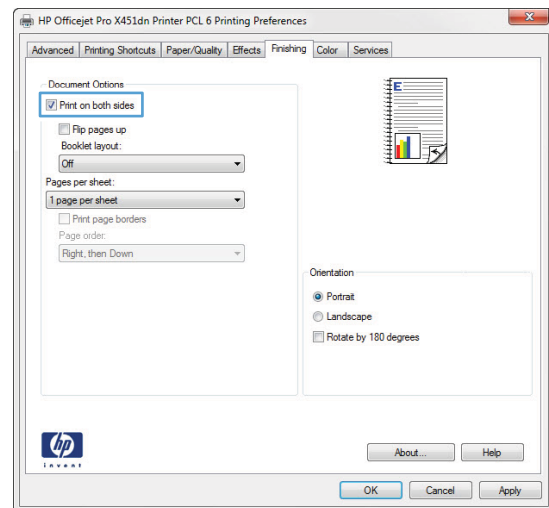 HP Officejet Pro X451dn Printer PCL 6 Printing Preferences
Advanced Printing Shortcuts Paper/Quality Effects Finishing Color Services
Document Options
Print on both sides
Flip pages up
Booklet layout:
Off
Pages per sheet:
1 page per sheet
Print page borders
Page order:
Right, then Down
E
Orientation
Portrait
Landscape
Rotate by 180 degrees
hp
invent
About... Help
OK Cancel Apply